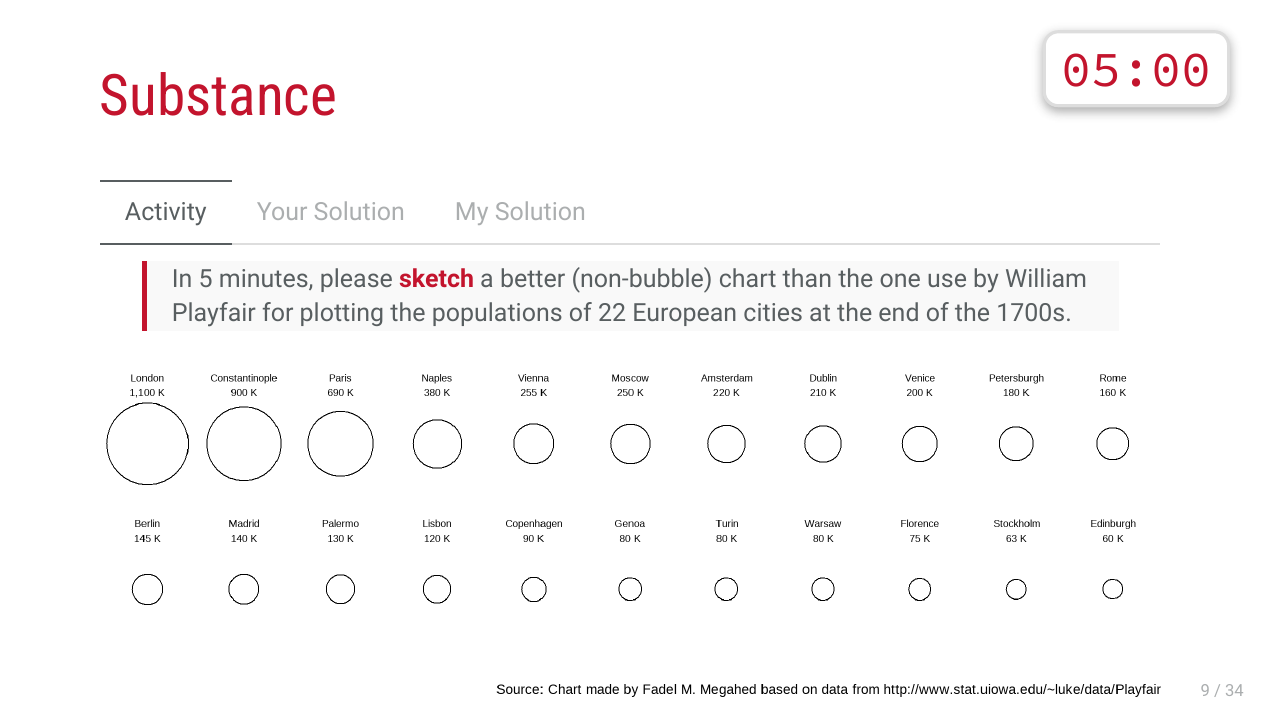 05:00
Substance
Activity Your Solution My Solution
In 5 minutes, please sketch a better (non-bubble) chart than the one use by William
Playfair for plotting the populations of 22 European cities at the end of the 1700s.
London Constantinople Paris Naples Vienna Moscow Amsterdam Dublin Venice Petersburgh Rome
1,100 K 900 K 690 K 380 K 255 K 250 K 220 K 210 K 200 K 180 K 160 K
Berlin Madrid Palermo Lisbon Copenhagen Genoa Turin Warsaw Florence Stockholm Edinburgh
145 K 140 K 130 K 120 K 90 K 80 K 80 K 80 K 75 K 63 K 60 K
Source: Chart made by Fadel M. Megahed based on data from http://www.stat.uiowa.edu/~luke/data/Playfair
9 / 34